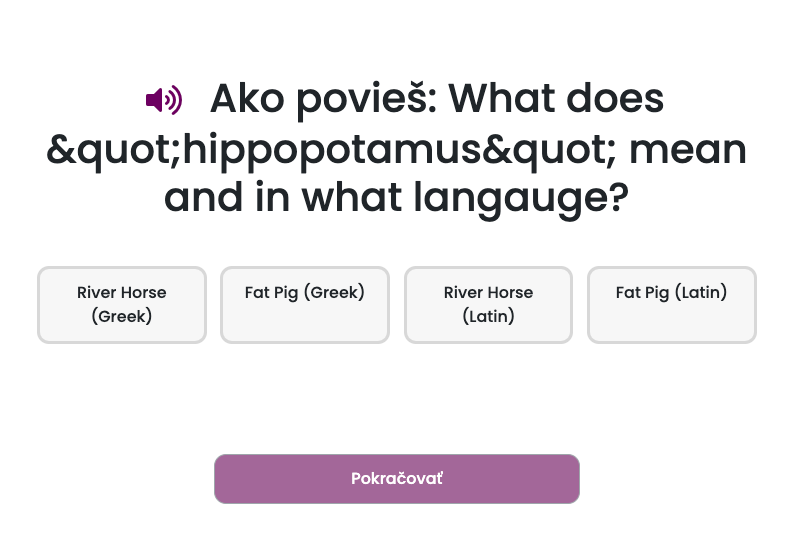 Ako povieš: What does
&quot;hippopotamus&quot; mean
and in what langauge?
River Horse
(Greek)
Fat Pig (Greek)
River Horse
(Latin)
Fat Pig (Latin)
Pokračovať